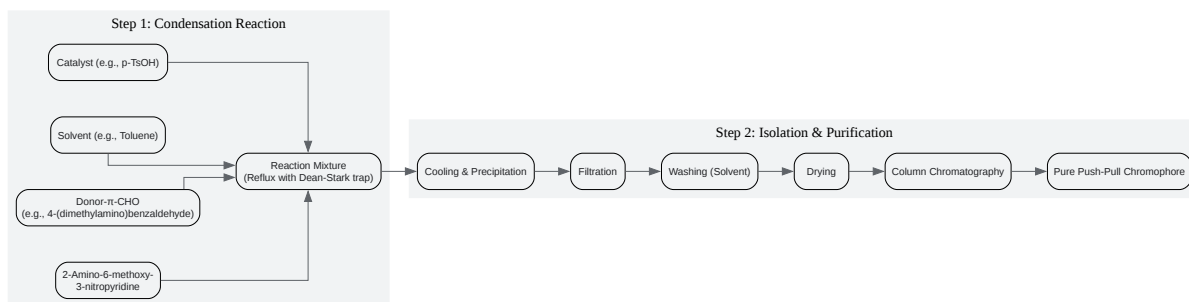 Step 1: Condensation Reaction
Catalyst (e.g., p-TsOH)
Solvent (e.g., Toluene)
Donor-π-CHO
(e.g., 4-(dimethylamino)benzaldehyde)
2-Amino-6-methoxy-
3-nitropyridine
Reaction Mixture
(Reflux with Dean-Stark trap)
Step 2: Isolation & Purification
Cooling & Precipitation
Filtration
Washing (Solvent)
Drying
Column Chromatography
Pure Push-Pull Chromophore